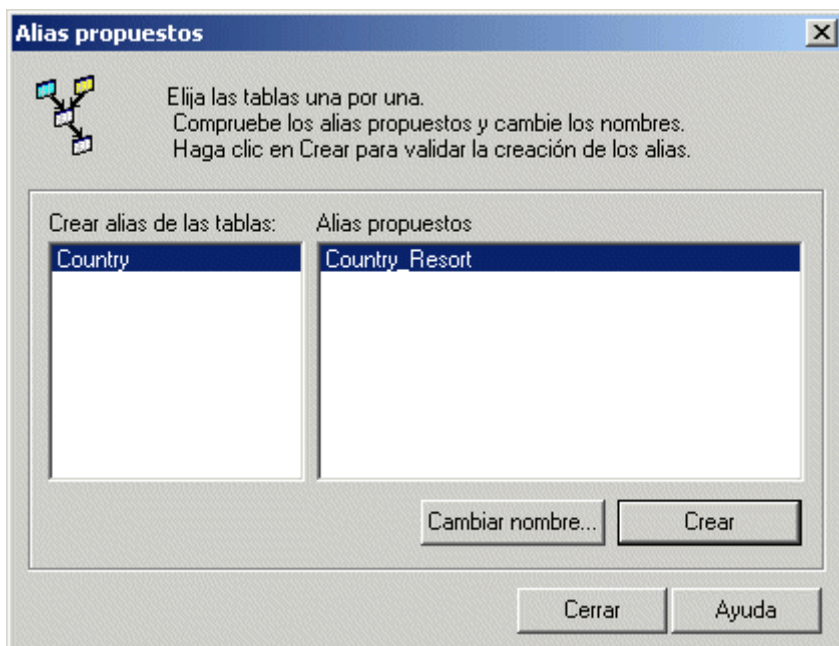 Alias propuestos
Elija las tablas una por una.
Compruebe los alias propuestos y cambie los nombres.
Haga clic en Crear para validar la creación de los alias.
Crear alias de las tablas: Alias propuestos
Country Country_Resort
Cambiar nombre... Crear
Cerrar Ayuda